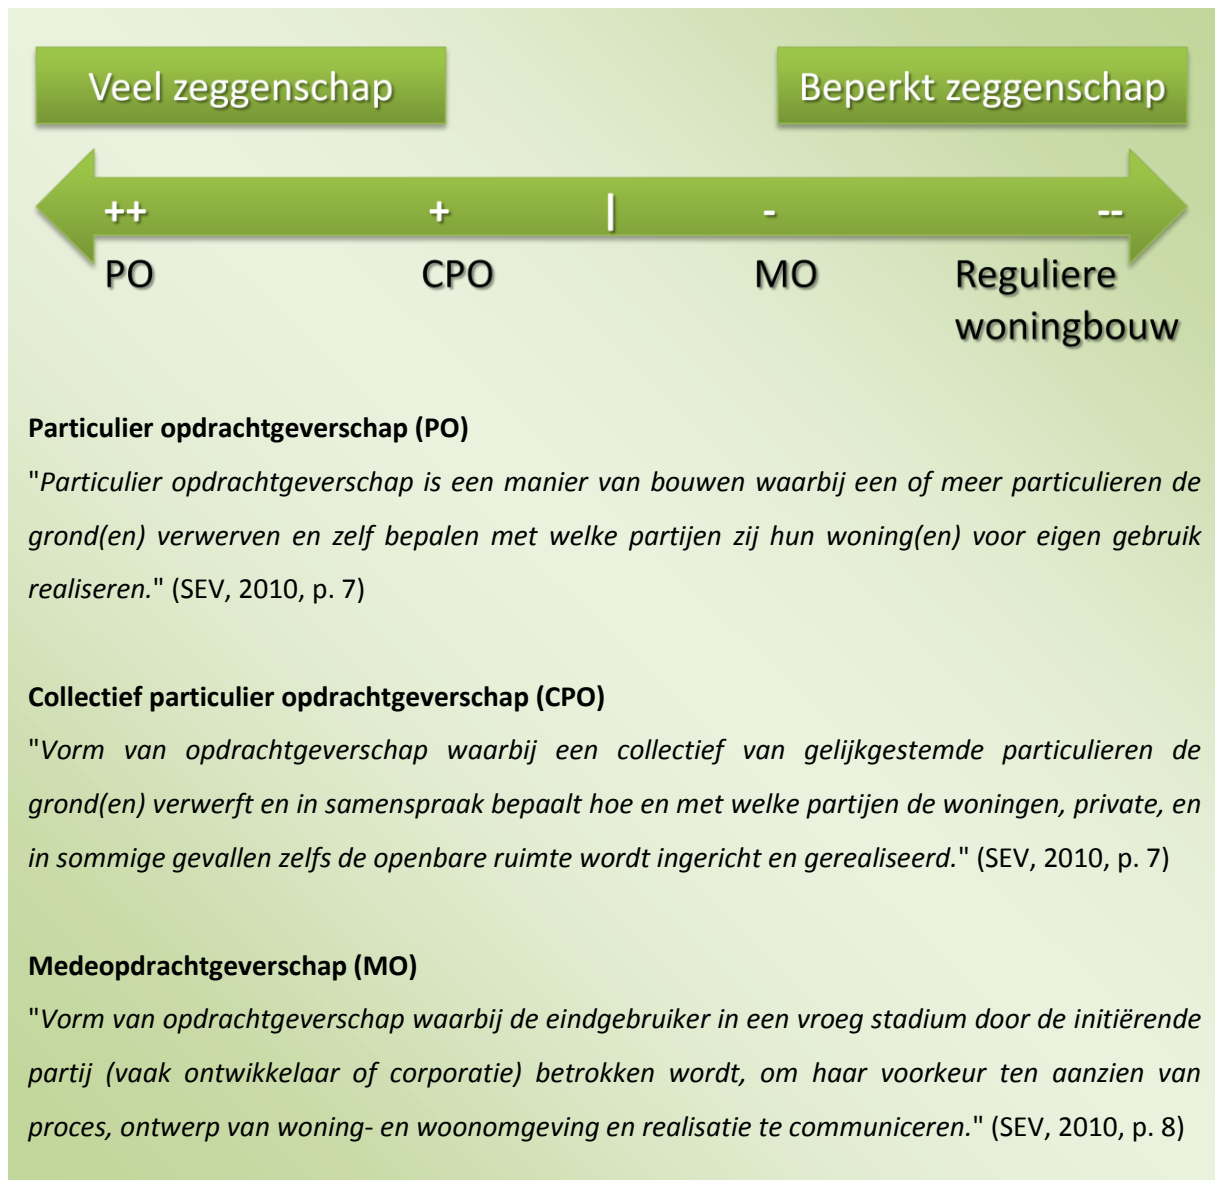 Veel zeggenschap
Beperkt zeggenschap
++ + | - --
PO CPO MO Reguliere
woningbouw
Particulier opdrachtgeverschap (PO)
"Particulier opdrachtgeverschap is een manier van bouwen waarbij een of meer particulieren de
grond(en) verwerven en zelf bepalen met welke partijen zij hun woning(en) voor eigen gebruik
realiseren." (SEV, 2010, p. 7)
Collectief particulier opdrachtgeverschap (CPO)
"Vorm van opdrachtgeverschap waarbij een collectief van gelijkgestemde particulieren de
grond(en) verwerft en in samenspraak bepaalt hoe en met welke partijen de woningen, private, en
in sommige gevallen zelfs de openbare ruimte wordt ingericht en gerealiseerd." (SEV, 2010, p. 7)
Medeopdrachtgeverschap (MO)
"Vorm van opdrachtgeverschap waarbij de eindgebruiker in een vroeg stadium door de initiërende
partij (vaak ontwikkelaar of corporatie) betrokken wordt, om haar voorkeur ten aanzien van
proces, ontwerp van woning- en woonomgeving en realisatie te communiceren." (SEV, 2010, p. 8)